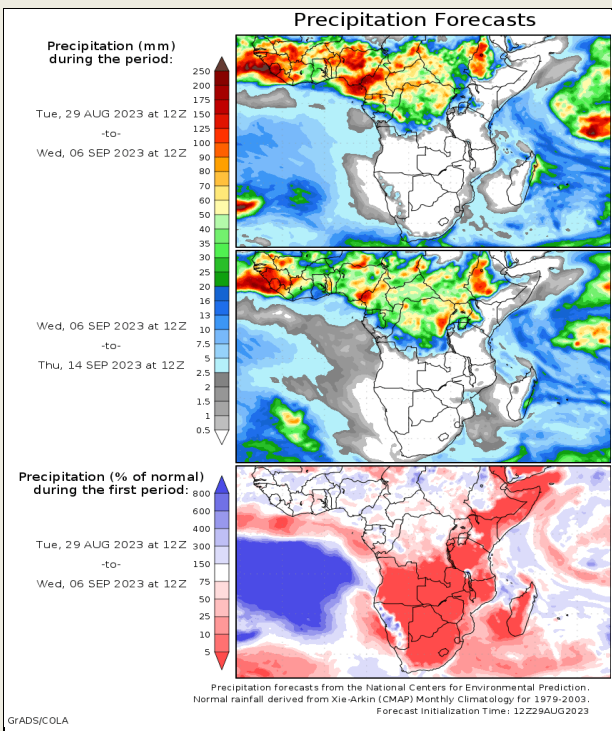 Precipitation Forecasts
Precipitation (mm)
during the period:
Tue, 29 AUG 2023 at 12Z
-to-
Wed, 06 SEP 2023 at 12Z
250
200
175
150
125
100
90
80
70
60
50
40
35
30
25
20
16
13
10
7.5
5
2.5
2
1.5
1
0.5
Wed, 06 SEP 2023 at 12Z
-to-
Thu, 14 SEP 2023 at 12Z
Precipitation (% of normal)
during the first period:
Tue, 29 AUG 2023 at 12Z
-to-
Wed, 06 SEP 2023 at 12Z
800
600
400
300
150
75
50
25
10
5
Precipitation forecasts from the National Centers for Environmental Prediction.
Normal rainfall derived from Xie-Arkin (CMAP) Monthly Climatology for 1979-2003.
Forecast Initialization Time: 12Z29AUG2023
GrADS/COLA